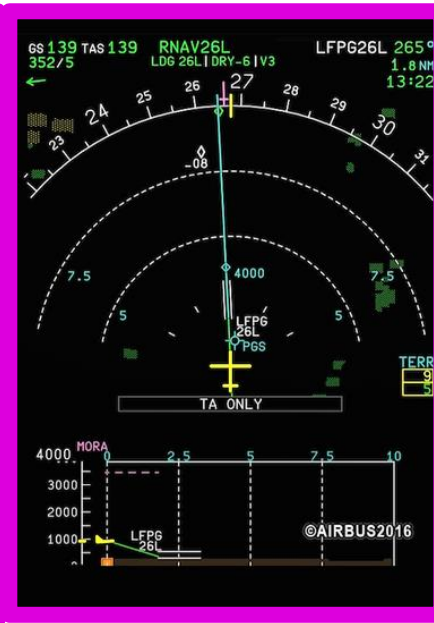 GS 139 TAS 139 RNAV26L LFPG26L 265°
352/5 LDG 26L | DRY-6 | V3 1.8 NM
13:22
23 24 25 26 27 28 29 30 31
-08
7.5 4000 7.5
5 LFPG 5
26L
PGS
TERR
9
5
TA ONLY
MORA
4000 0 2.5 5 7.5 10
3000
2000
1000 LFPG
26L
0
©AIRBUS2016